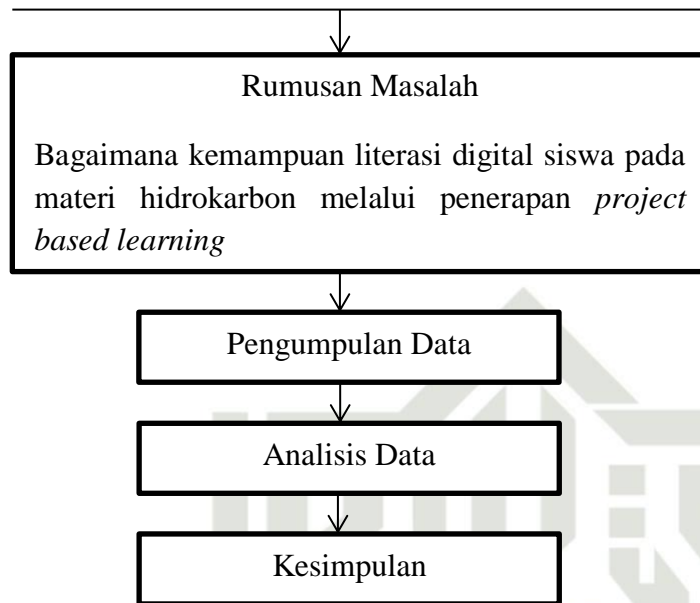 Rumusan Masalah
Bagaimana kemampuan literasi digital siswa pada
materi hidrokarbon melalui penerapan project
based learning
Pengumpulan Data
Analisis Data
Kesimpulan